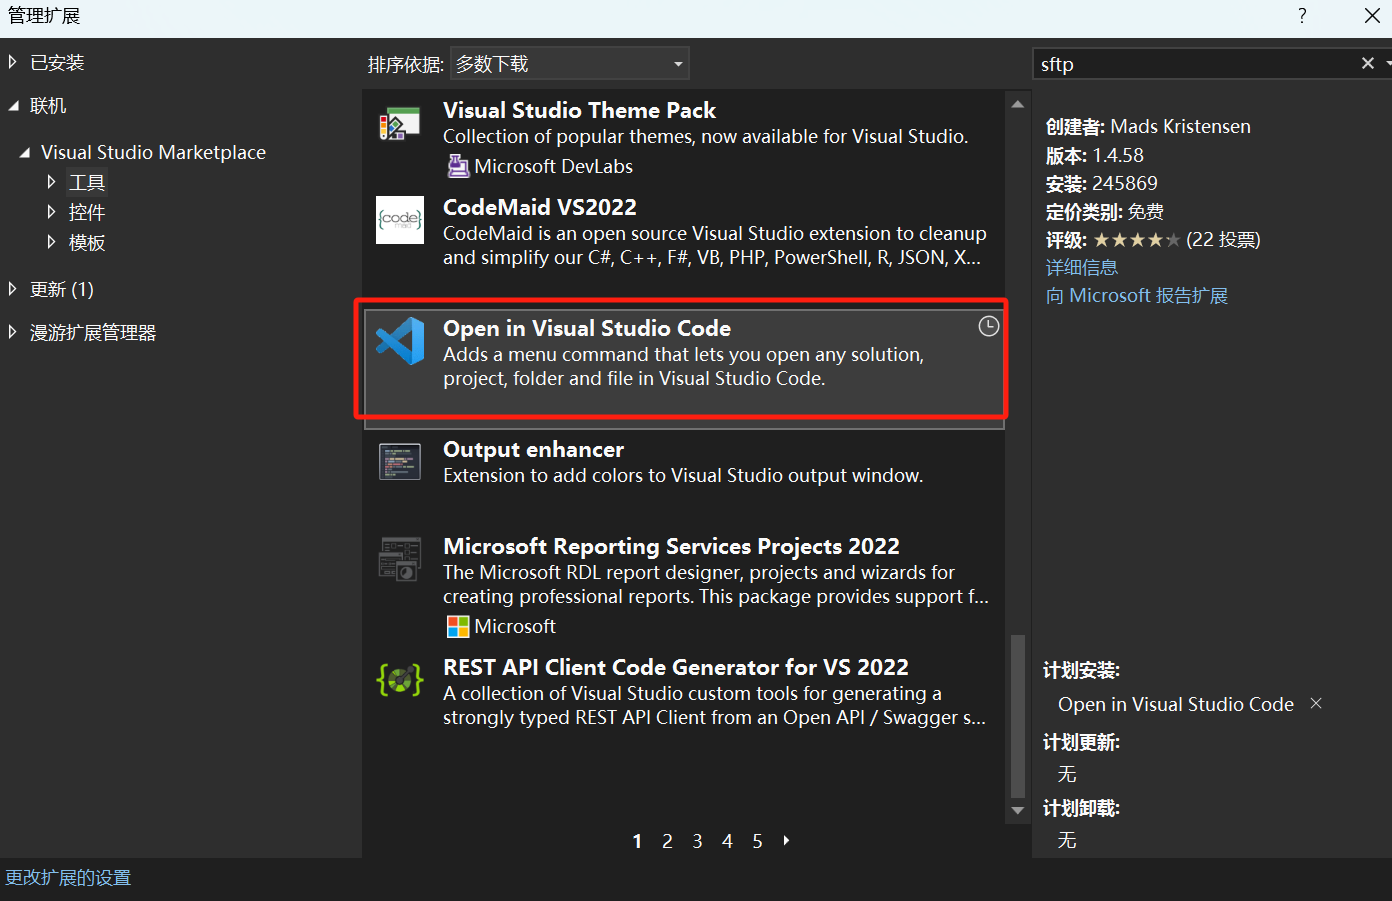 管理扩展
?
已安装
联机
Visual Studio Marketplace
工具
控件
模板
更新 (1)
漫游扩展管理器
排序依据: 多数下载
Visual Studio Theme Pack
Collection of popular themes, now available for Visual Studio.
Microsoft DevLabs
{code}
maid
CodeMaid VS2022
CodeMaid is an open source Visual Studio extension to cleanup
and simplify our C#, C++, F#, VB, PHP, PowerShell, R, JSON, X...
Open in Visual Studio Code
Adds a menu command that lets you open any solution,
project, folder and file in Visual Studio Code.
Output enhancer
Extension to add colors to Visual Studio output window.
Microsoft Reporting Services Projects 2022
The Microsoft RDL report designer, projects and wizards for
creating professional reports. This package provides support f...
Microsoft
REST API Client Code Generator for VS 2022
A collection of Visual Studio custom tools for generating a
strongly typed REST API Client from an Open API / Swagger s...
1 2 3 4 5
sftp
创建者: Mads Kristensen
版本: 1.4.58
安装: 245869
定价类别: 免费
评级: ★★★★★ (22 投票)
详细信息
向 Microsoft 报告扩展
计划安装:
Open in Visual Studio Code
计划更新:
无
计划卸载:
无
更改扩展的设置